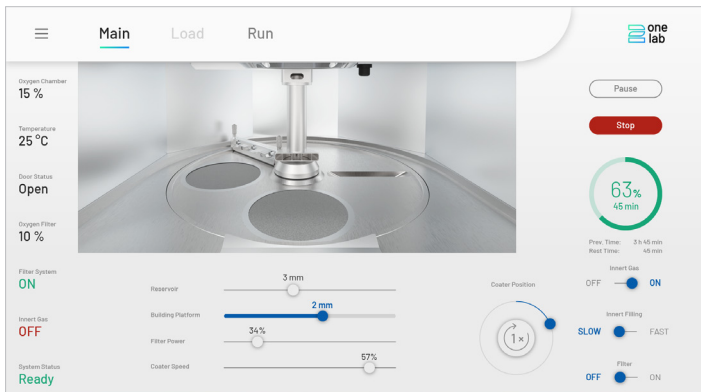 Main
Load
Run
one
lab
Oxygen Chamber
15 %
Temperature
25 °C
Door Status
Open
Oxygen Filter
10 %
Filter System
ON
Innert Gas
OFF
System Status
Ready
Pause
Stop
63%
45 min
Prev. Time: 3 h 45 min
Rest Time: 45 min
Reservoir
3 mm
Building Platform
2 mm
Filter Power
34%
Coater Speed
57%
Coater Position
1 ×
Innert Gas
OFF ON
Innert Filling
SLOW FAST
Filter
OFF ON